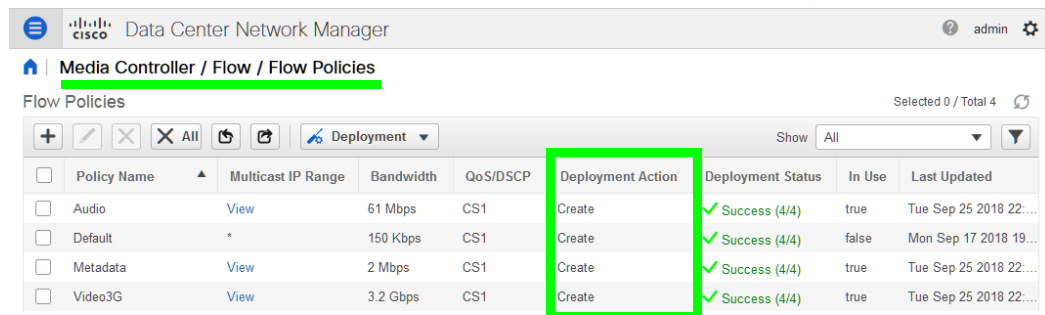 cisco Data Center Network Manager admin
Media Controller / Flow / Flow Policies
Flow Policies Selected 0 / Total 4
All Deployment Show All
Policy Name Multicast IP Range Bandwidth QoS/DSCP Deployment Action Deployment Status In Use Last Updated
Audio View 61 Mbps CS1 Create Success (4/4) true Tue Sep 25 2018 22:...
Default * 150 Kbps CS1 Create Success (4/4) false Mon Sep 17 2018 19...
Metadata View 2 Mbps CS1 Create Success (4/4) true Tue Sep 25 2018 22:...
Video3G View 3.2 Gbps CS1 Create Success (4/4) true Tue Sep 25 2018 22:...